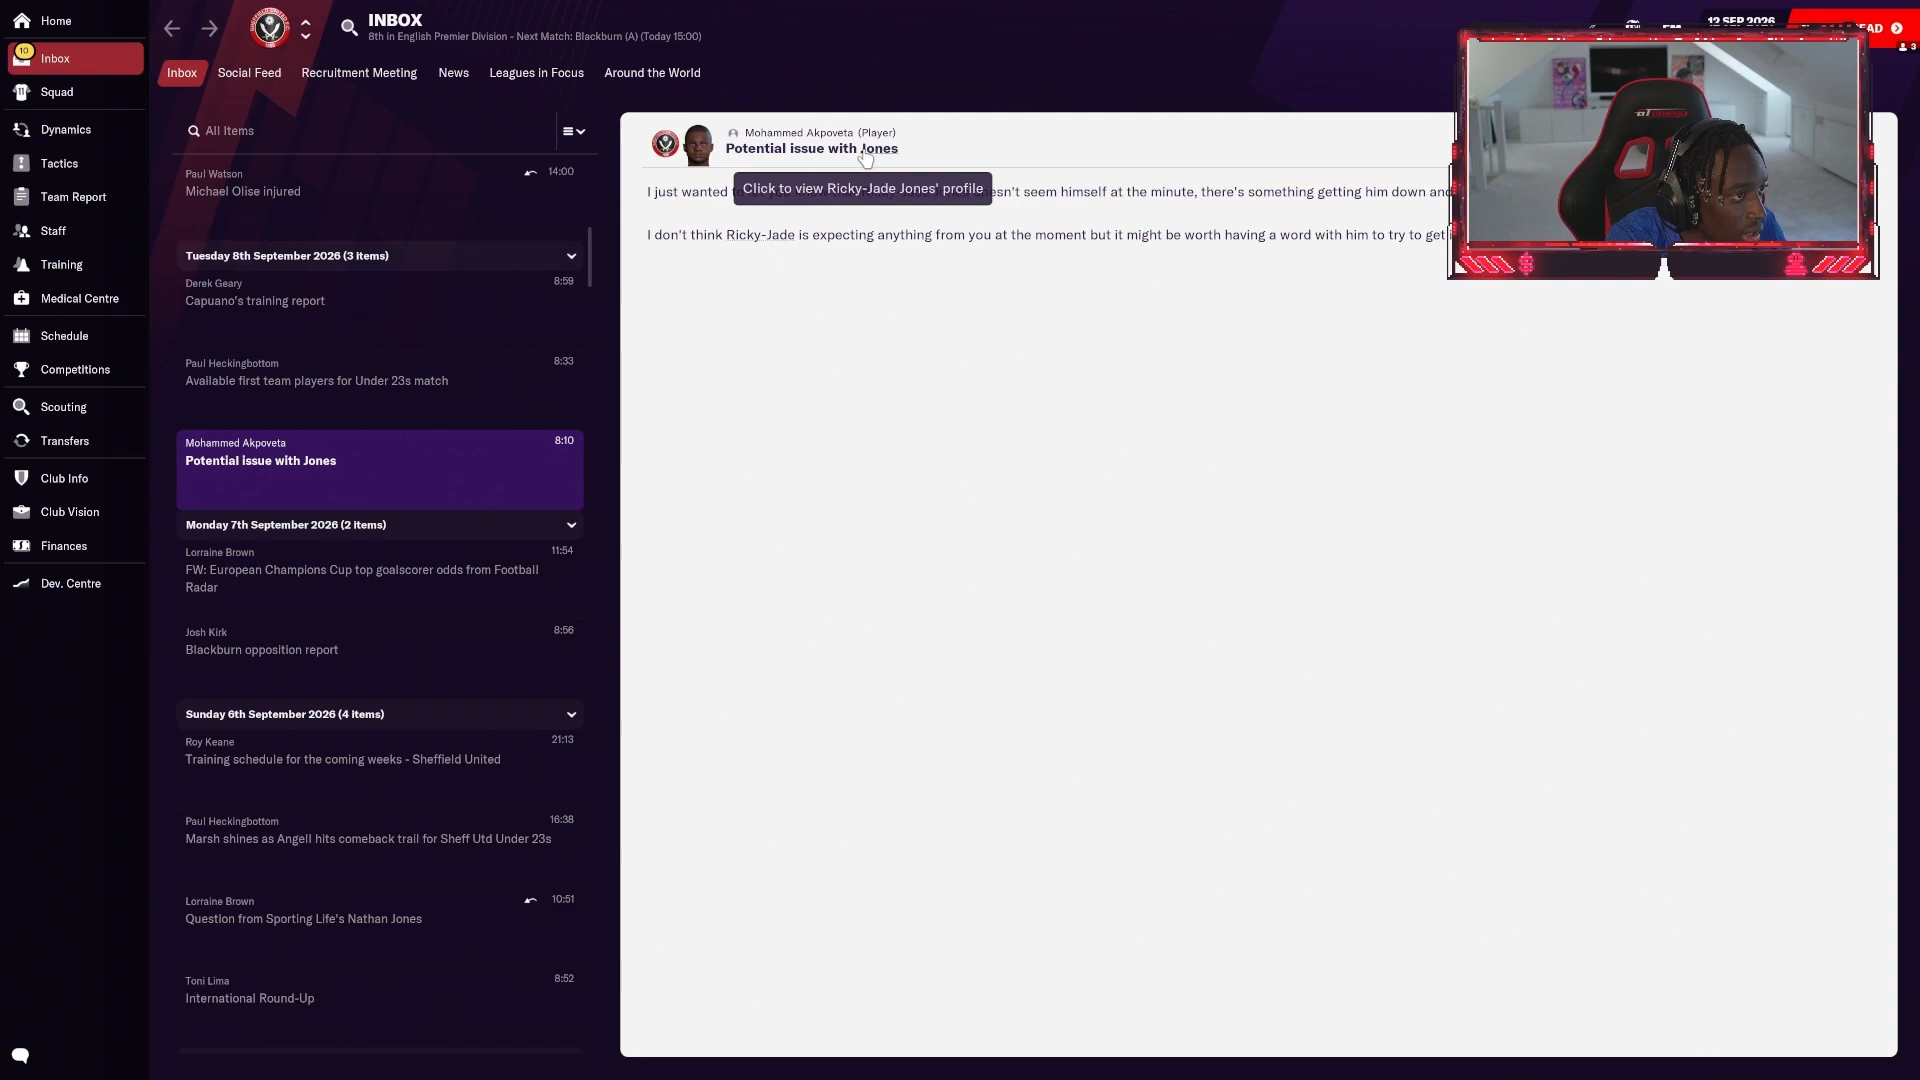 Home
10
Inbox
Squad
Dynamics
Tactics
Team Report
Staff
Training
Medical Centre
Schedule
Competitions
Scouting
Transfers
Club Info
Club Vision
Finances
Dev. Centre
INBOX
8th in English Premier Division - Next Match: Blackburn (A) (Today 15:00)
12 SEP 2026
3
Inbox
Social Feed
Recruitment Meeting
News
Leagues in Focus
Around the World
All Items
Paul Watson
14:00
Michael Olise injured
Tuesday 8th September 2026 (3 items)
Derek Geary
8:59
Capuano's training report
Paul Heckingbottom
8:33
Available first team players for Under 23s match
Mohammed Akpoveta
8:10
Potential issue with Jones
Monday 7th September 2026 (2 items)
Lorraine Brown
11:54
FW: European Champions Cup top goalscorer odds from Football
Radar
Josh Kirk
8:56
Blackburn opposition report
Sunday 6th September 2026 (4 items)
Roy Keane
21:13
Training schedule for the coming weeks - Sheffield United
Paul Heckingbottom
16:38
Marsh shines as Angell hits comeback trail for Sheff Utd Under 23s
Lorraine Brown
10:51
Question from Sporting Life's Nathan Jones
Toni Lima
8:52
International Round-Up
Mohammed Akpoveta (Player)
Potential issue with Jones
Click to view Ricky-Jade Jones' profile
I just wanted seem himself at the minute, there's something getting him down and
I don't think Ricky-Jade is expecting anything from you at the moment but it might be worth having a word with him to try to get